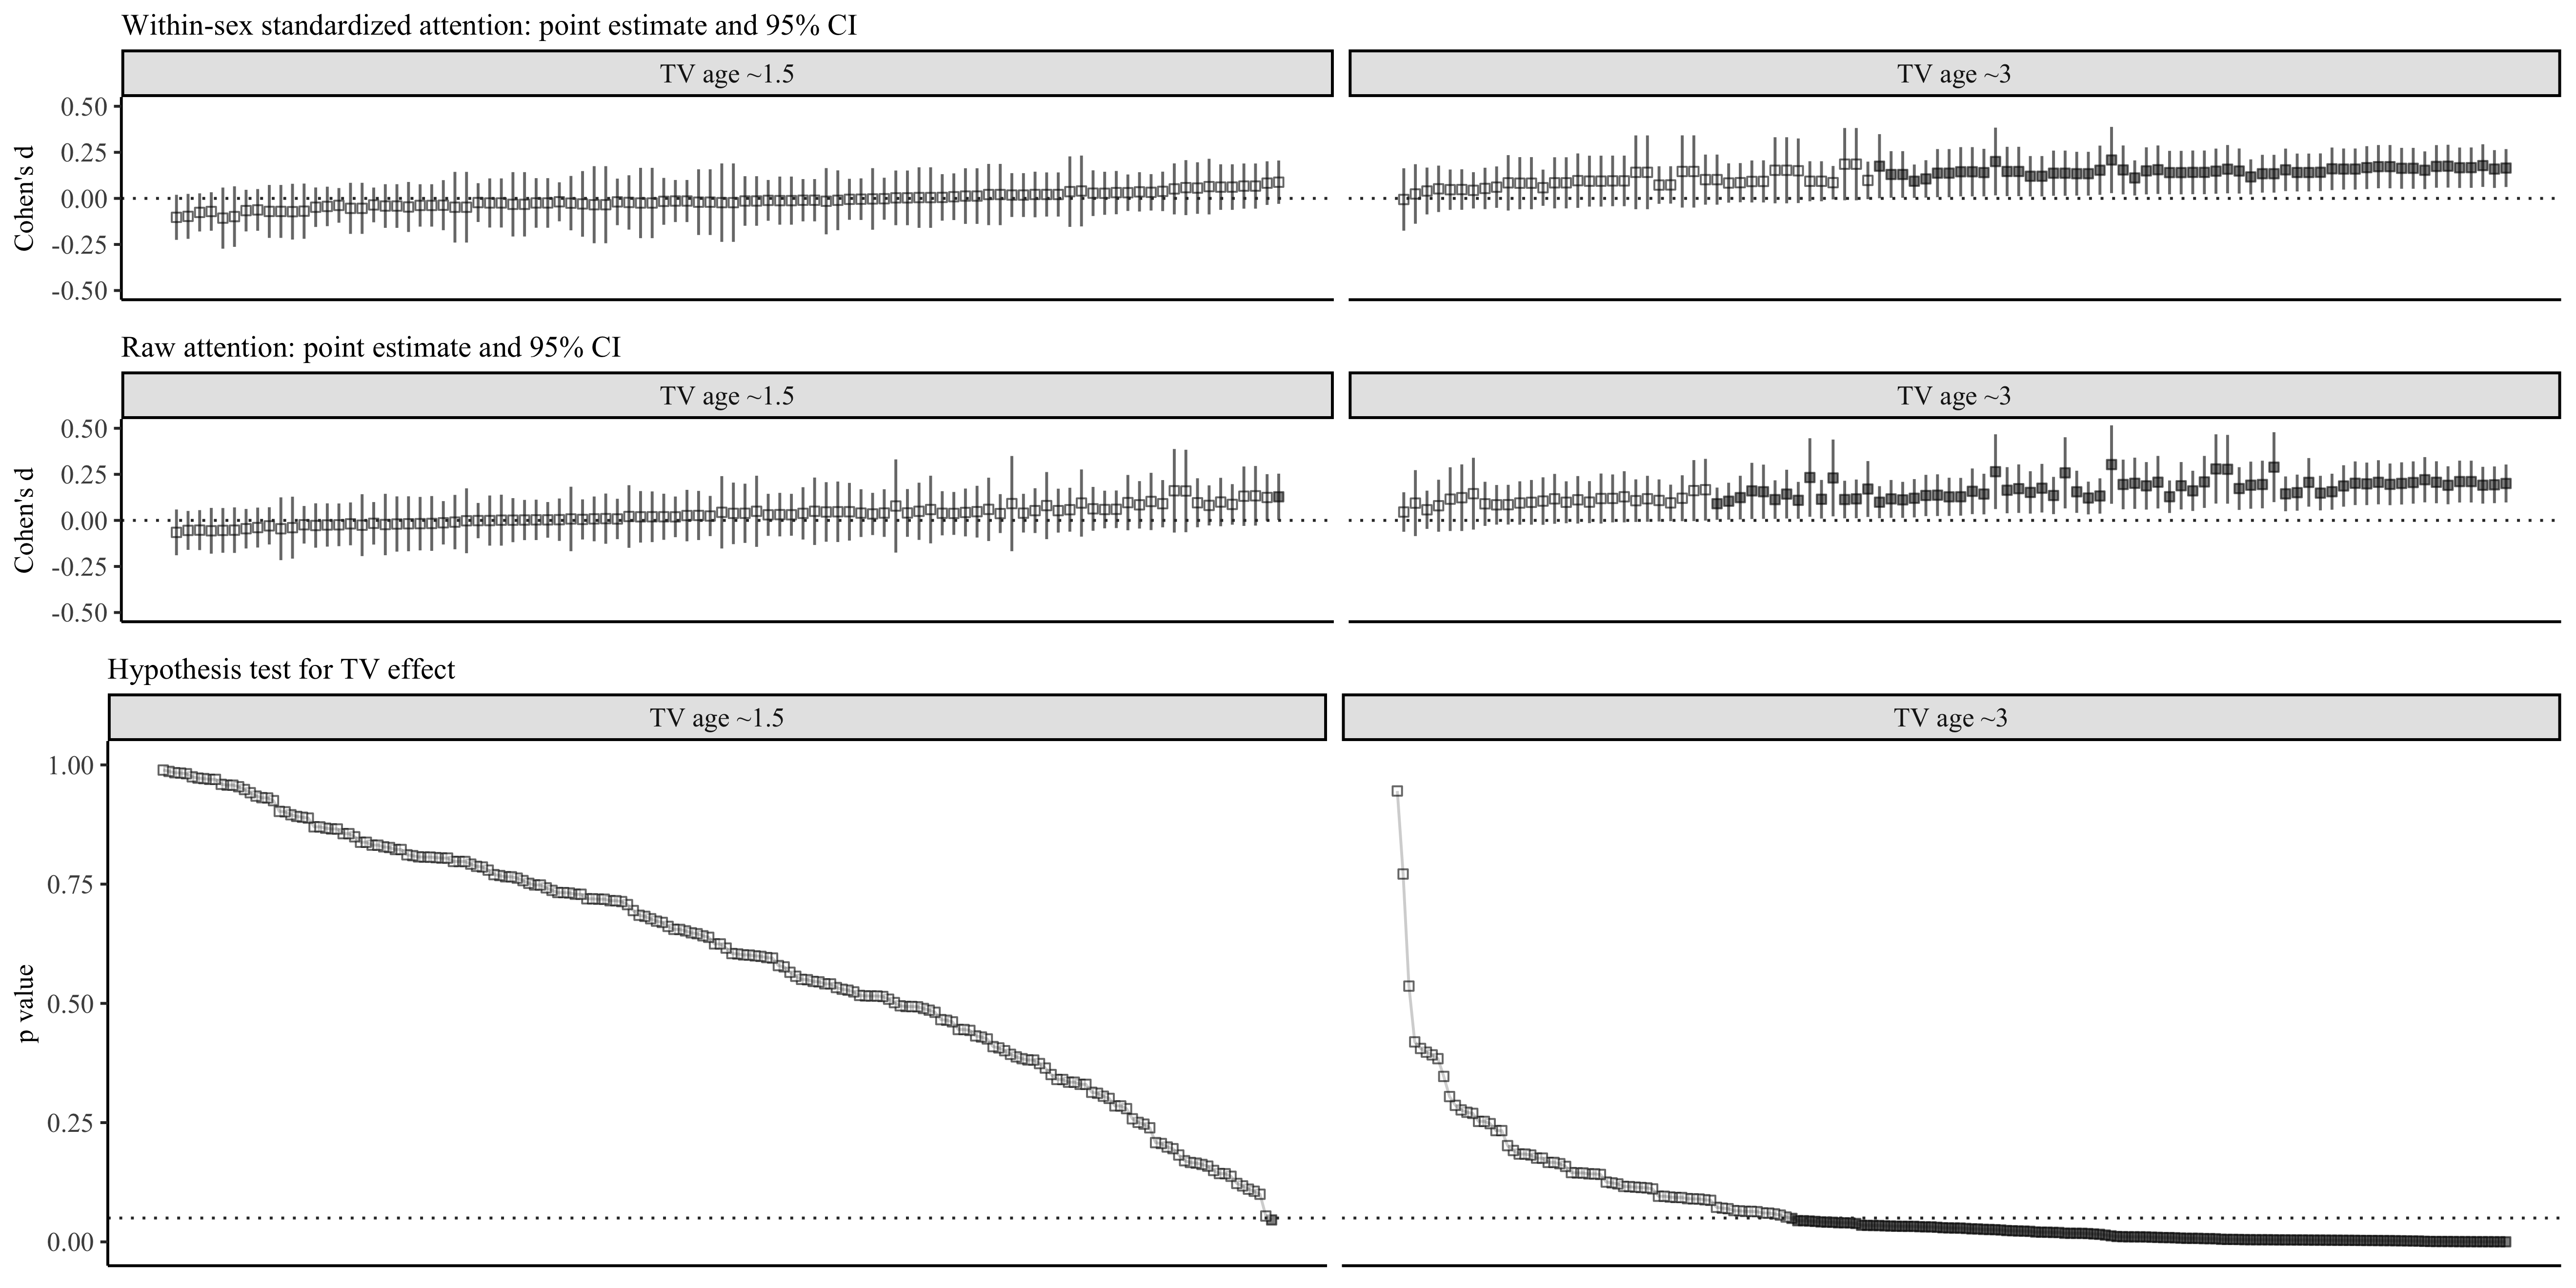 Within-sex standardized attention: point estimate and 95% CI
TV age ~1.5
TV age ~3
Cohen's d
0.50
0.25
0.00
-0.25
-0.50
Raw attention: point estimate and 95% CI
TV age ~1.5
TV age ~3
Cohen's d
0.50
0.25
0.00
-0.25
-0.50
Hypothesis test for TV effect
TV age ~1.5
TV age ~3
p value
1.00
0.75
0.50
0.25
0.00